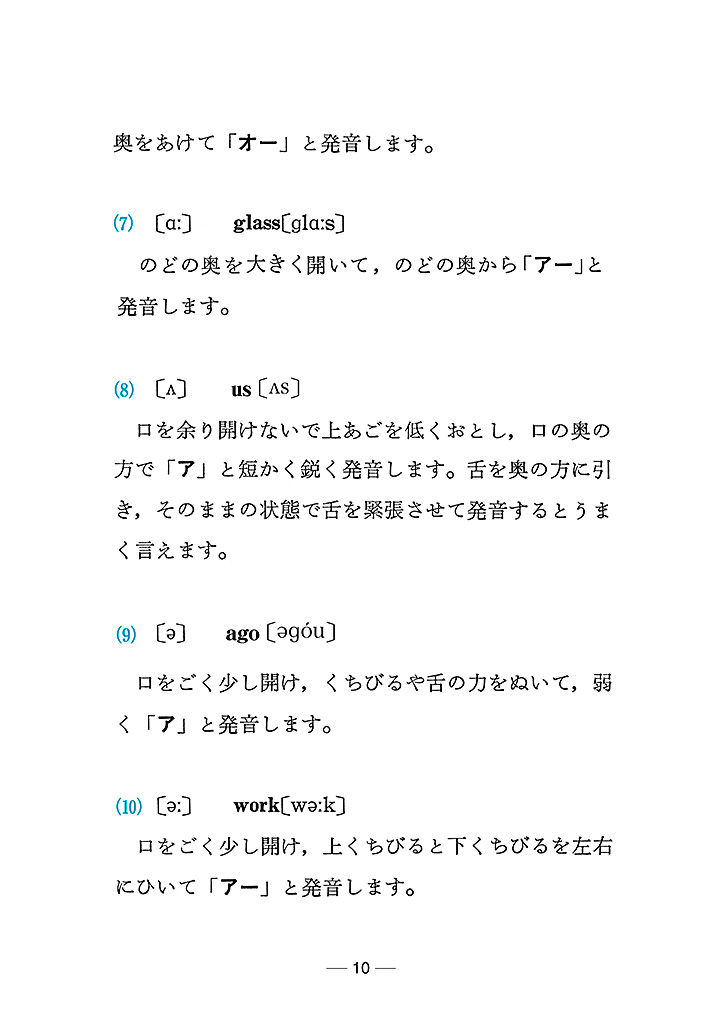 奥をあけて「オー」と発音します。
(7) 〔ɑː〕 glass〔ɡlɑːs〕
のどの奥を大きく開いて，のどの奥から「アー」と
発音します。
(8) 〔ʌ〕 us〔ʌs〕
口を余り開けないで上あごを低くおとし，口の奥の
方で「ア」と短かく鋭く発音します。舌を奥の方に引
き，そのままの状態で舌を緊張させて発音するとうま
く言えます。
(9) 〔ə〕 ago〔əɡóu〕
口をごく少し開け，くちびるや舌の力をぬいて，弱
く「ア」と発音します。
(10) 〔əː〕 work〔wəːk〕
口をごく少し開け，上くちびると下くちびるを左右
にひいて「アー」と発音します。
— 10 —